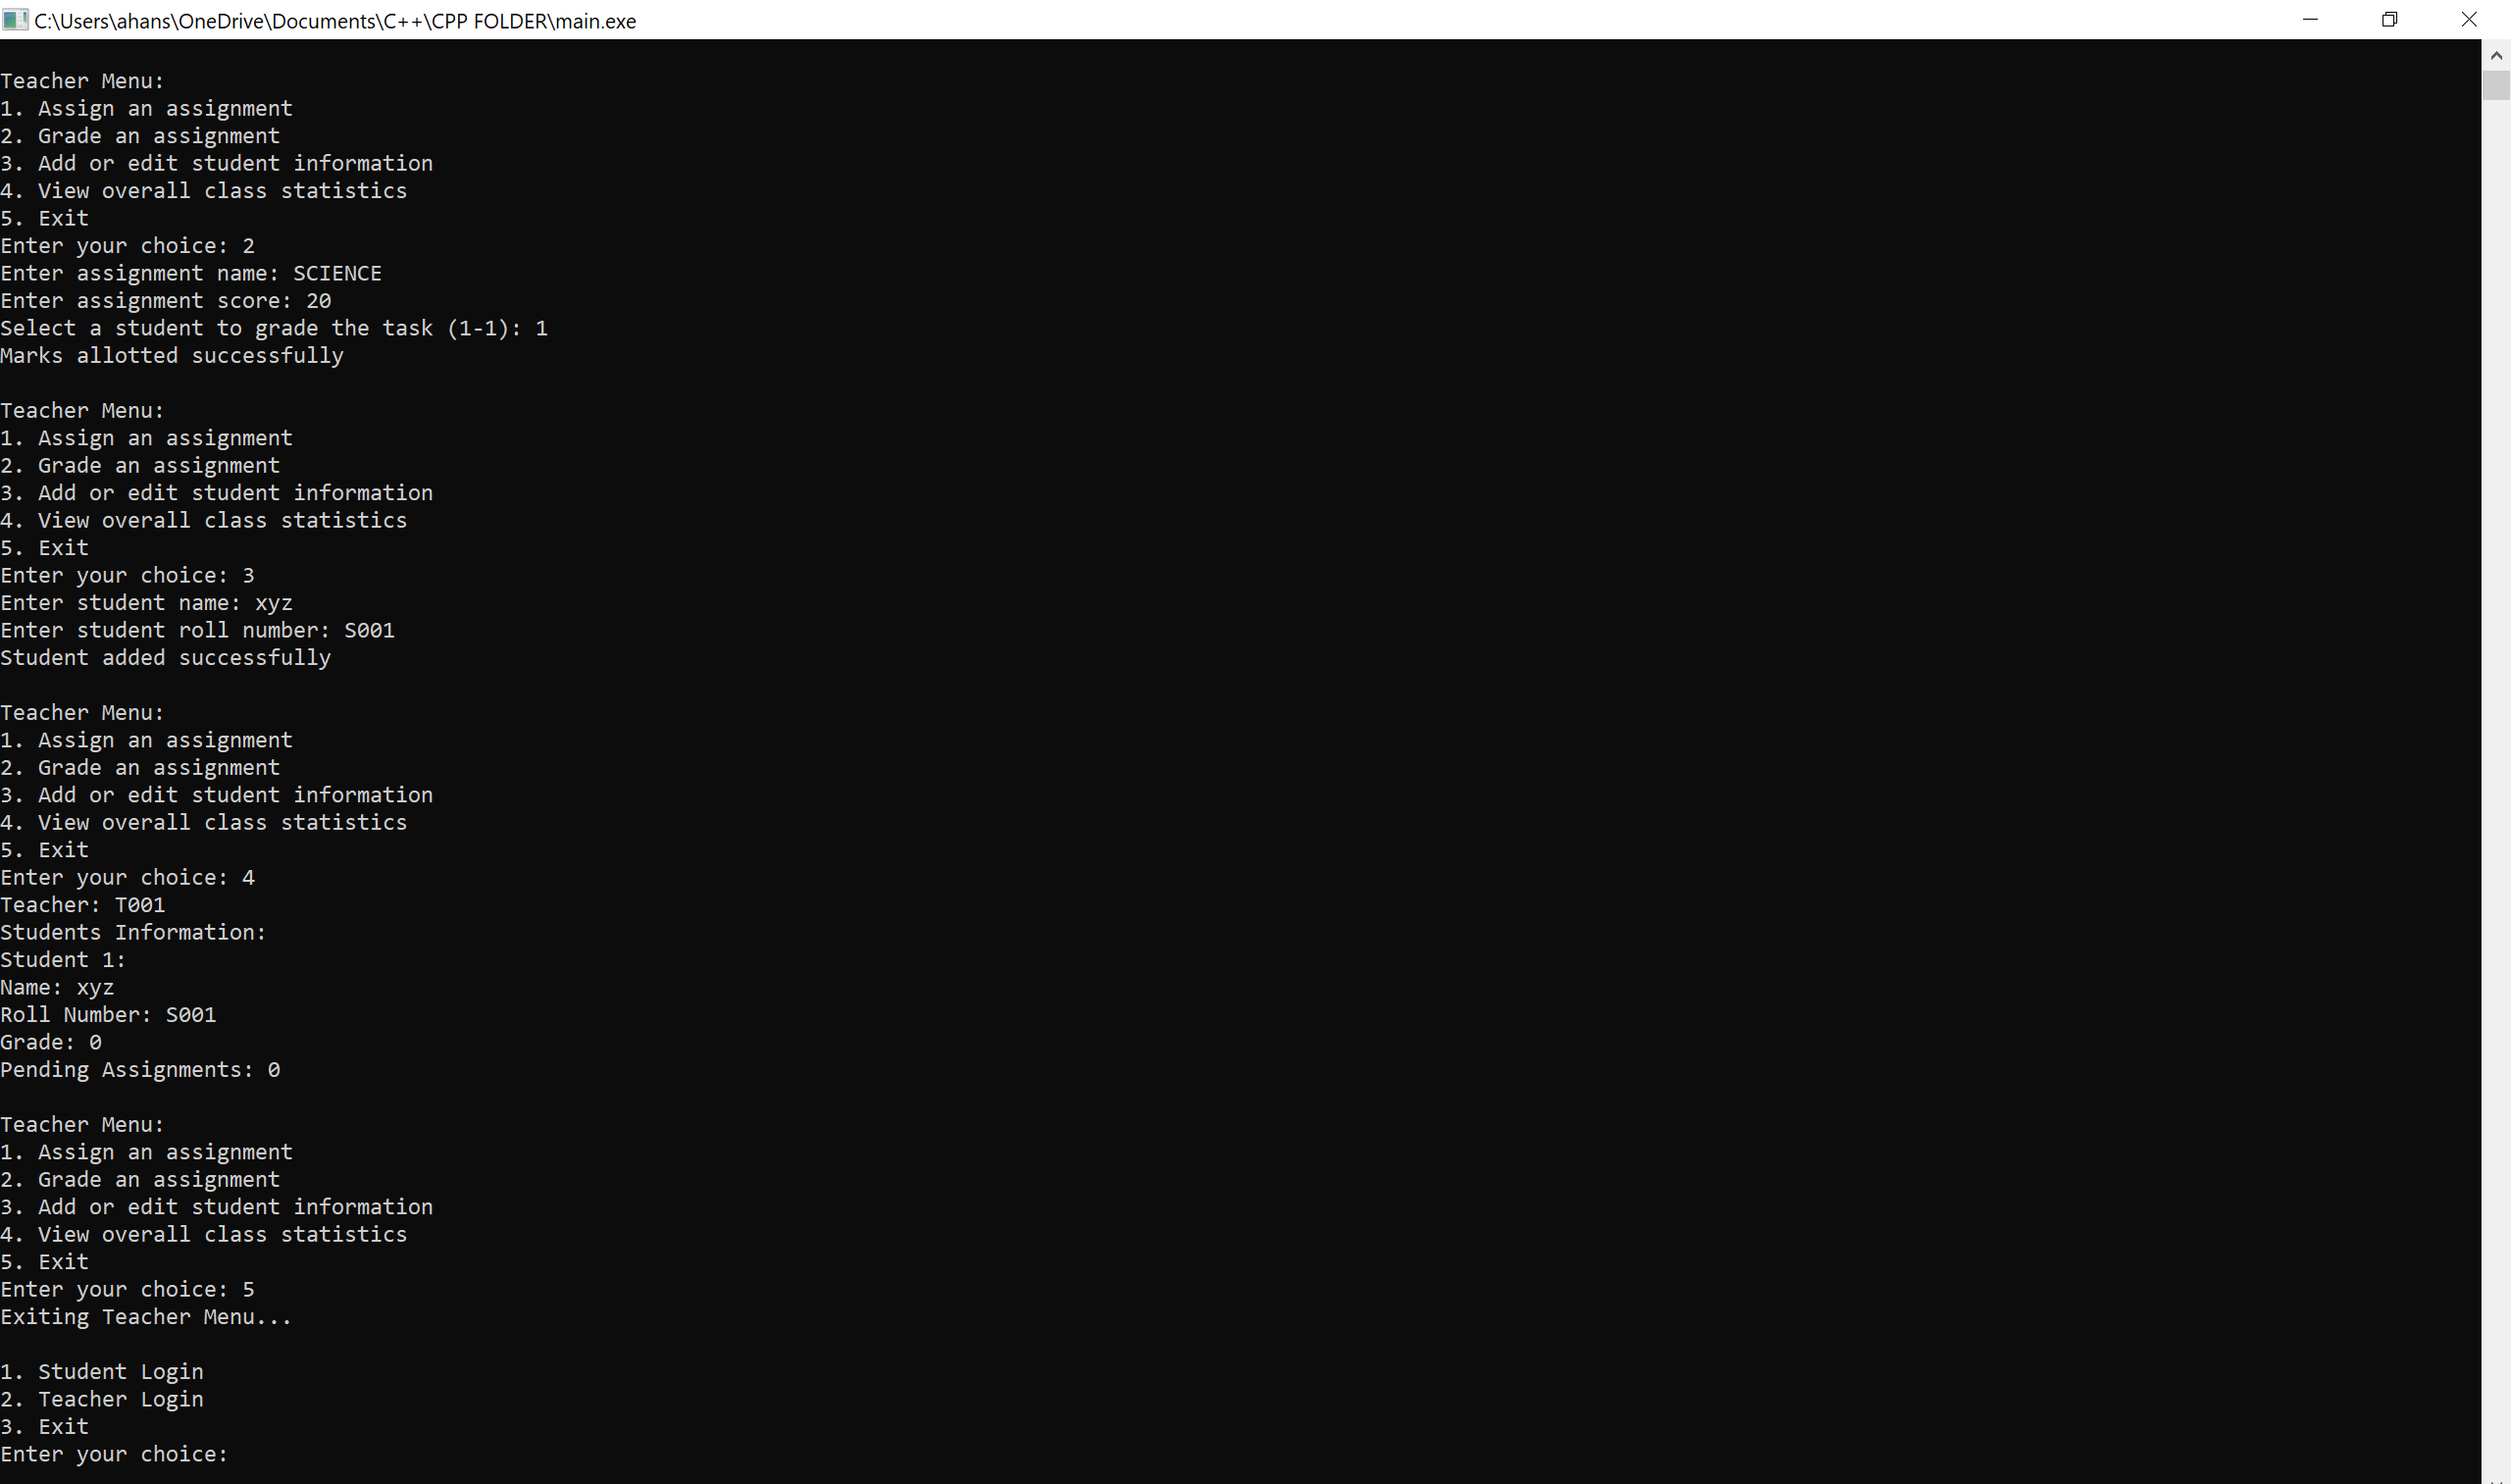 C:\Users\ahans\OneDrive\Documents\C++\CPP FOLDER\main.exe
Teacher Menu:
1. Assign an assignment
2. Grade an assignment
3. Add or edit student information
4. View overall class statistics
5. Exit
Enter your choice: 2
Enter assignment name: SCIENCE
Enter assignment score: 20
Select a student to grade the task (1-1): 1
Marks allotted successfully
Teacher Menu:
1. Assign an assignment
2. Grade an assignment
3. Add or edit student information
4. View overall class statistics
5. Exit
Enter your choice: 3
Enter student name: xyz
Enter student roll number: S001
Student added successfully
Teacher Menu:
1. Assign an assignment
2. Grade an assignment
3. Add or edit student information
4. View overall class statistics
5. Exit
Enter your choice: 4
Teacher: T001
Students Information:
Student 1:
Name: xyz
Roll Number: S001
Grade: 0
Pending Assignments: 0
Teacher Menu:
1. Assign an assignment
2. Grade an assignment
3. Add or edit student information
4. View overall class statistics
5. Exit
Enter your choice: 5
Exiting Teacher Menu...
1. Student Login
2. Teacher Login
3. Exit
Enter your choice: